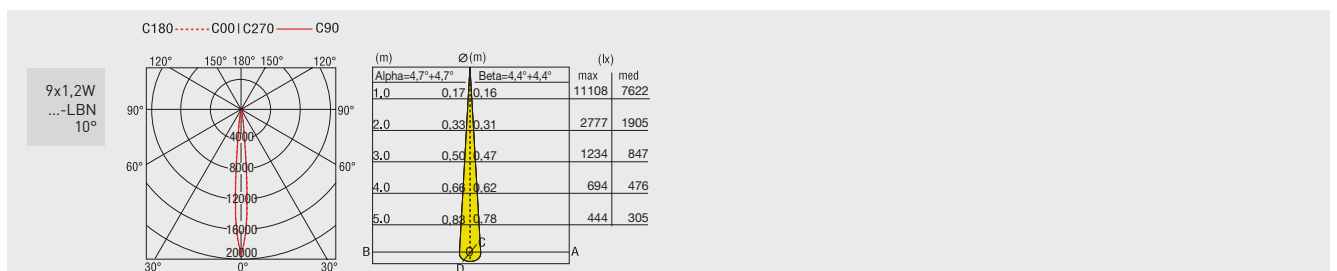 C180 C00 | C270 C90
9x1,2W
...-LBN
10°
120° 150° 180° 150° 120°
90° 90°
4000
60° 8000 60°
12000
16000
20000
30° 0° 30°
(m) Ø(m) (lx)
Alpha=4,7°+4,7° Beta=4,4°+4,4° max med
1.0 0,17 0,16 11108 7622
2.0 0,33 0,31 2777 1905
3.0 0,50 0,47 1234 847
4.0 0,66 0,62 694 476
5.0 0,83 0,78 444 305
C
B A
D